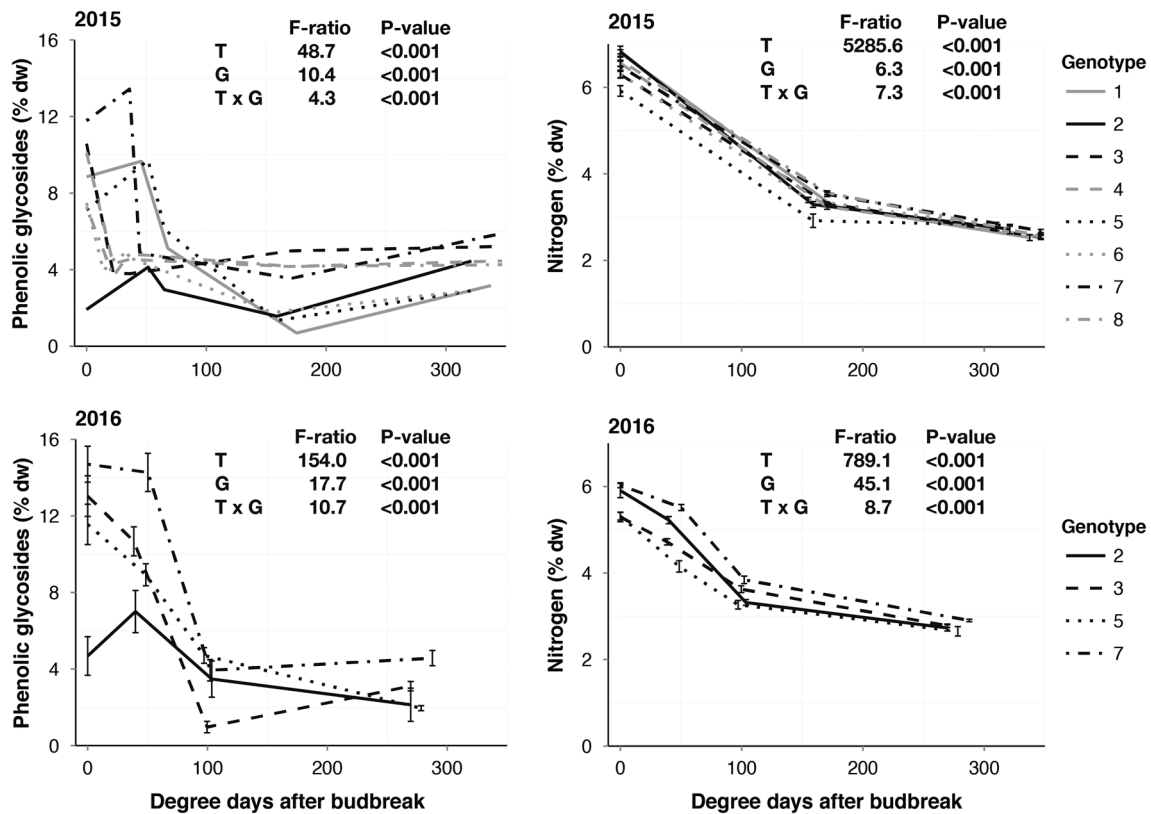 2015
F-ratio P-value
T 48.7 <0.001
G 10.4 <0.001
T x G 4.3 <0.001
Phenolic glycosides (% dw)
16
12
8
4
0
0 100 200 300
2015
F-ratio P-value
T 5285.6 <0.001
G 6.3 <0.001
T x G 7.3 <0.001
Nitrogen (% dw)
6
4
2
0
0 100 200 300
Genotype
1
2
3
4
5
6
7
8
2016
F-ratio P-value
T 154.0 <0.001
G 17.7 <0.001
T x G 10.7 <0.001
Phenolic glycosides (% dw)
16
12
8
4
0
0 100 200 300
Degree days after budbreak
2016
F-ratio P-value
T 789.1 <0.001
G 45.1 <0.001
T x G 8.7 <0.001
Nitrogen (% dw)
6
4
2
0
0 100 200 300
Degree days after budbreak
Genotype
2
3
5
7